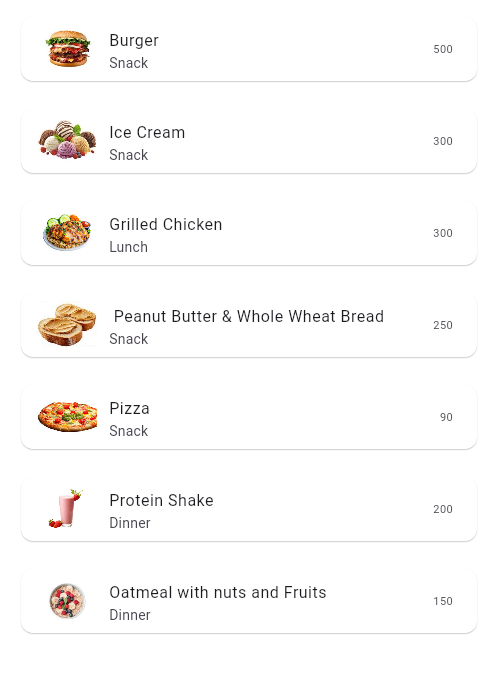 Burger
500
Snack
Ice Cream
300
Snack
Grilled Chicken
300
Lunch
Peanut Butter & Whole Wheat Bread
250
Snack
Pizza
90
Snack
Protein Shake
200
Dinner
Oatmeal with nuts and Fruits
150
Dinner